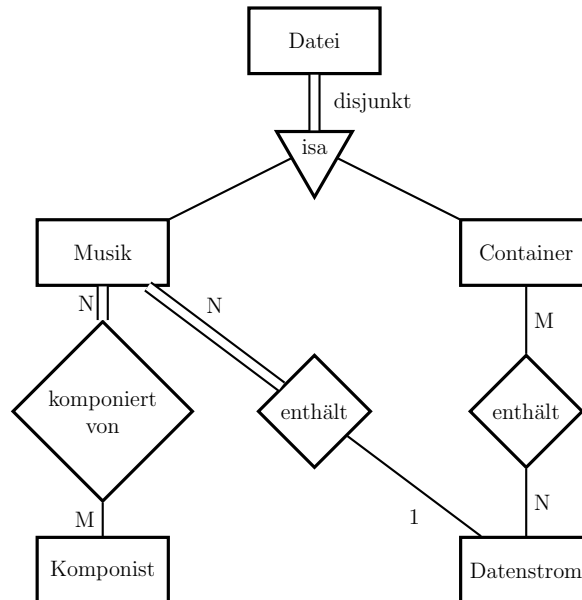 Datei
disjunkt
isa
Musik
Container
N
N
M
komponiert
von
enthält
enthält
M
1
N
Komponist
Datenstrom